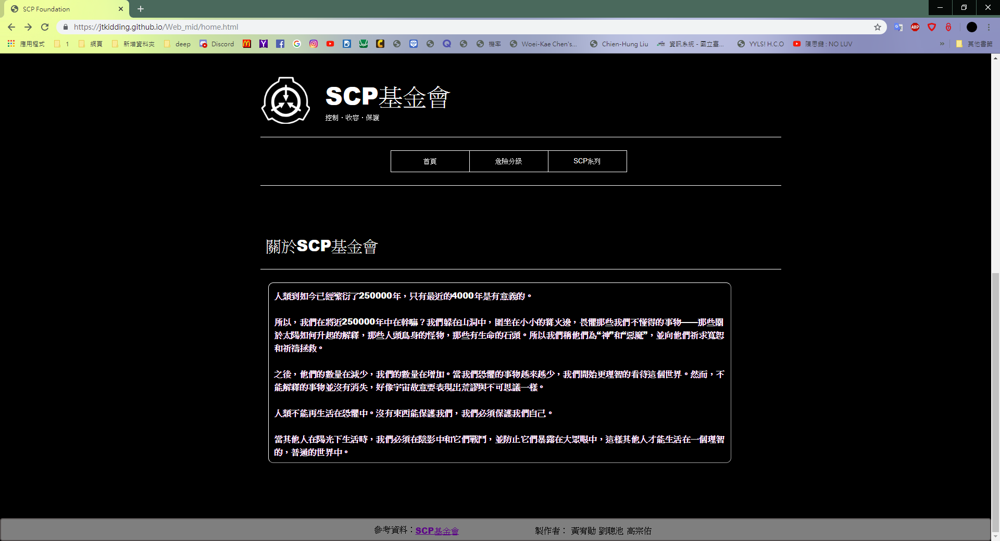 SCP Foundation
https://jtkidding.github.io/Web_mid/home.html
應用程式 1 網頁 新增資料夾 deep Discord 機率 Woei-Kae Chen's... Chien-Hung Liu 資訊系統 - 國立臺... YYLS! H.C.O 陳思鍵 : NO LUV » 其他書籤
SCP基金會
控制・收容・保護
首頁 危險分級 SCP系列
關於SCP基金會
人類到如今已經繁衍了250000年，只有最近的4000年是有意義的。
所以，我們在將近250000年中在幹嘛？我們躲在山洞中，圍坐在小小的篝火邊，畏懼那些我們不懂得的事物——那些關
於太陽如何升起的解釋，那些人頭鳥身的怪物，那些有生命的石頭。所以我們稱他們為“神”和“惡魔”，並向他們祈求寬恕
和祈禱拯救。
之後，他們的數量在減少，我們的數量在增加。當我們恐懼的事物越來越少，我們開始更理智的看待這個世界。然而，不
能解釋的事物並沒有消失，好像宇宙故意要表現出荒謬與不可思議一樣。
人類不能再生活在恐懼中。沒有東西能保護我們，我們必須保護我們自己。
當其他人在陽光下生活時，我們必須在陰影中和它們戰鬥，並防止它們暴露在大眾眼中，這樣其他人才能生活在一個理智
的，普通的世界中。
參考資料：SCP基金會 製作者： 黃宥勛 劉聰池 高宗佑